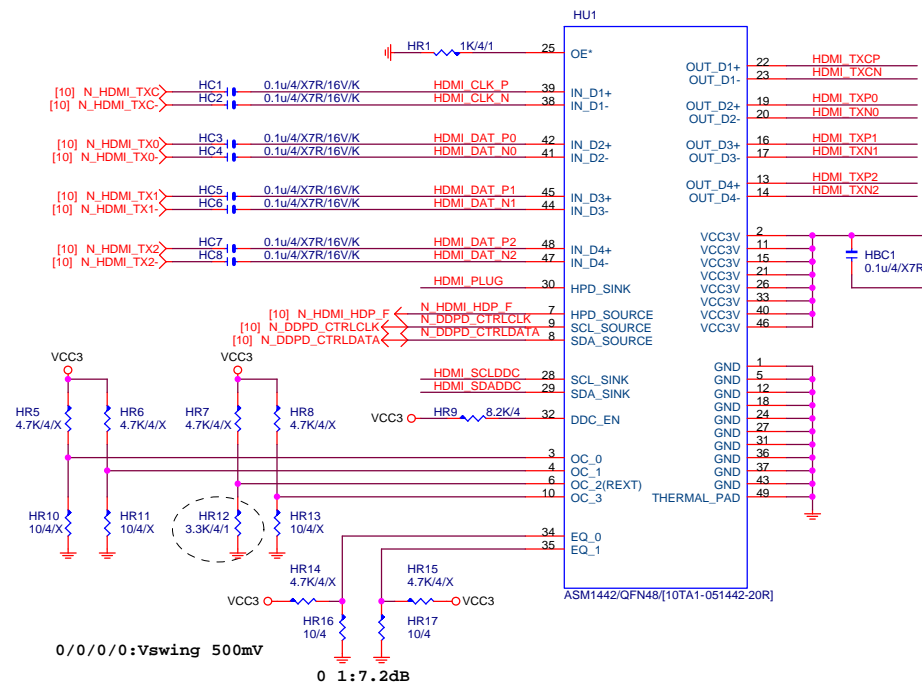 HU1
HR1 1K/4/1 25 OE*
[10] N_HDMI_TXC HC1 0.1u/4/X7R/16V/K HDMI_CLK_P 39 IN_D1+ OUT_D1+ 22 HDMI_TXCP
[10] N_HDMI_TXC- HC2 0.1u/4/X7R/16V/K HDMI_CLK_N 38 IN_D1- OUT_D1- 23 HDMI_TXCN
[10] N_HDMI_TX0 HC3 0.1u/4/X7R/16V/K HDMI_DAT_P0 42 IN_D2+ OUT_D2+ 19 HDMI_TXP0
[10] N_HDMI_TX0- HC4 0.1u/4/X7R/16V/K HDMI_DAT_N0 41 IN_D2- OUT_D2- 20 HDMI_TXN0
[10] N_HDMI_TX1 HC5 0.1u/4/X7R/16V/K HDMI_DAT_P1 45 IN_D3+ OUT_D3+ 16 HDMI_TXP1
[10] N_HDMI_TX1- HC6 0.1u/4/X7R/16V/K HDMI_DAT_N1 44 IN_D3- OUT_D3- 17 HDMI_TXN1
[10] N_HDMI_TX2 HC7 0.1u/4/X7R/16V/K HDMI_DAT_P2 48 IN_D4+ OUT_D4+ 13 HDMI_TXP2
[10] N_HDMI_TX2- HC8 0.1u/4/X7R/16V/K HDMI_DAT_N2 47 IN_D4- OUT_D4- 14 HDMI_TXN2
VCC3V 2
VCC3V 11
VCC3V 15
VCC3V 21
VCC3V 26
VCC3V 33
VCC3V 40
VCC3V 46
HBC1
0.1u/4/X7R
HDMI_PLUG 30 HPD_SINK
[10] N_HDMI_HDP_F N_HDMI_HDP_F 7 HPD_SOURCE
[10] N_DDPD_CTRLCLK N_DDPD_CTRLCLK 9 SCL_SOURCE
[10] N_DDPD_CTRLDATA N_DDPD_CTRLDATA 8 SDA_SOURCE
HDMI_SCLDDC 28 SCL_SINK
HDMI_SDADDC 29 SDA_SINK
VCC3 HR9 8.2K/4 32 DDC_EN
GND 1
GND 5
GND 12
GND 18
GND 24
GND 27
GND 31
GND 36
GND 37
GND 43
THERMAL_PAD 49
VCC3 VCC3
HR5 HR6 HR7 HR8
4.7K/4/X 4.7K/4/X 4.7K/4/X 4.7K/4/X
3 OC_0
4 OC_1
6 OC_2(REXT)
10 OC_3
HR10 HR11 HR12 HR13
10/4/X 10/4/X 3.3K/4/1 10/4/X
34 EQ_0
35 EQ_1
HR14 HR15
4.7K/4/X 4.7K/4/X
VCC3 VCC3
HR16 HR17
10/4 10/4
ASM1442/QFN48/[10TA1-051442-20R]
0/0/0/0:Vswing 500mV
0 1:7.2dB